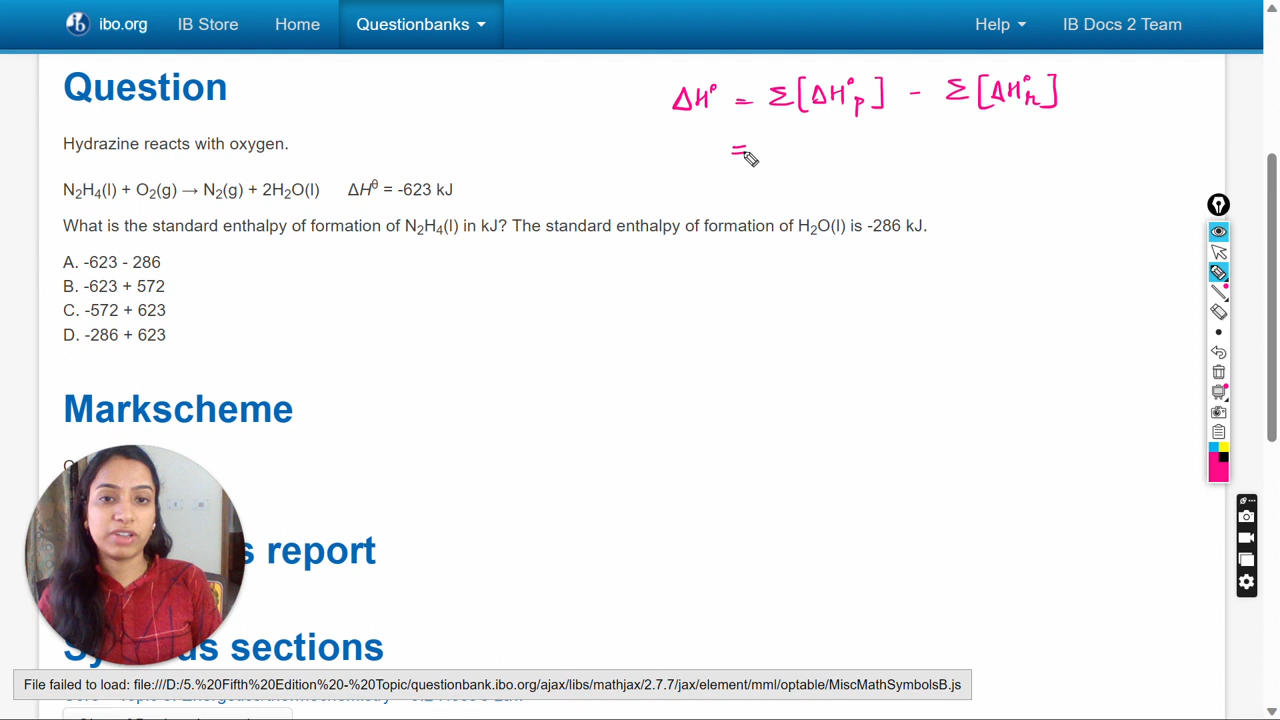 ibo.org IB Store Home Questionbanks Help IB Docs 2 Team
Question
ΔH° = Σ[ΔH°p] - Σ[ΔH°r]
=
Hydrazine reacts with oxygen.
N₂H₄(l) + O₂(g) → N₂(g) + 2H₂O(l) ΔHθ = -623 kJ
What is the standard enthalpy of formation of N₂H₄(l) in kJ? The standard enthalpy of formation of H₂O(l) is -286 kJ.
A. -623 - 286
B. -623 + 572
C. -572 + 623
D. -286 + 623
Markscheme
s report
sections
File failed to load: file:///D:/5.%20Fifth%20Edition%20-%20Topic/questionbank.ibo.org/ajax/libs/mathjax/2.7.7/jax/element/mml/optable/MiscMathSymbolsB.js